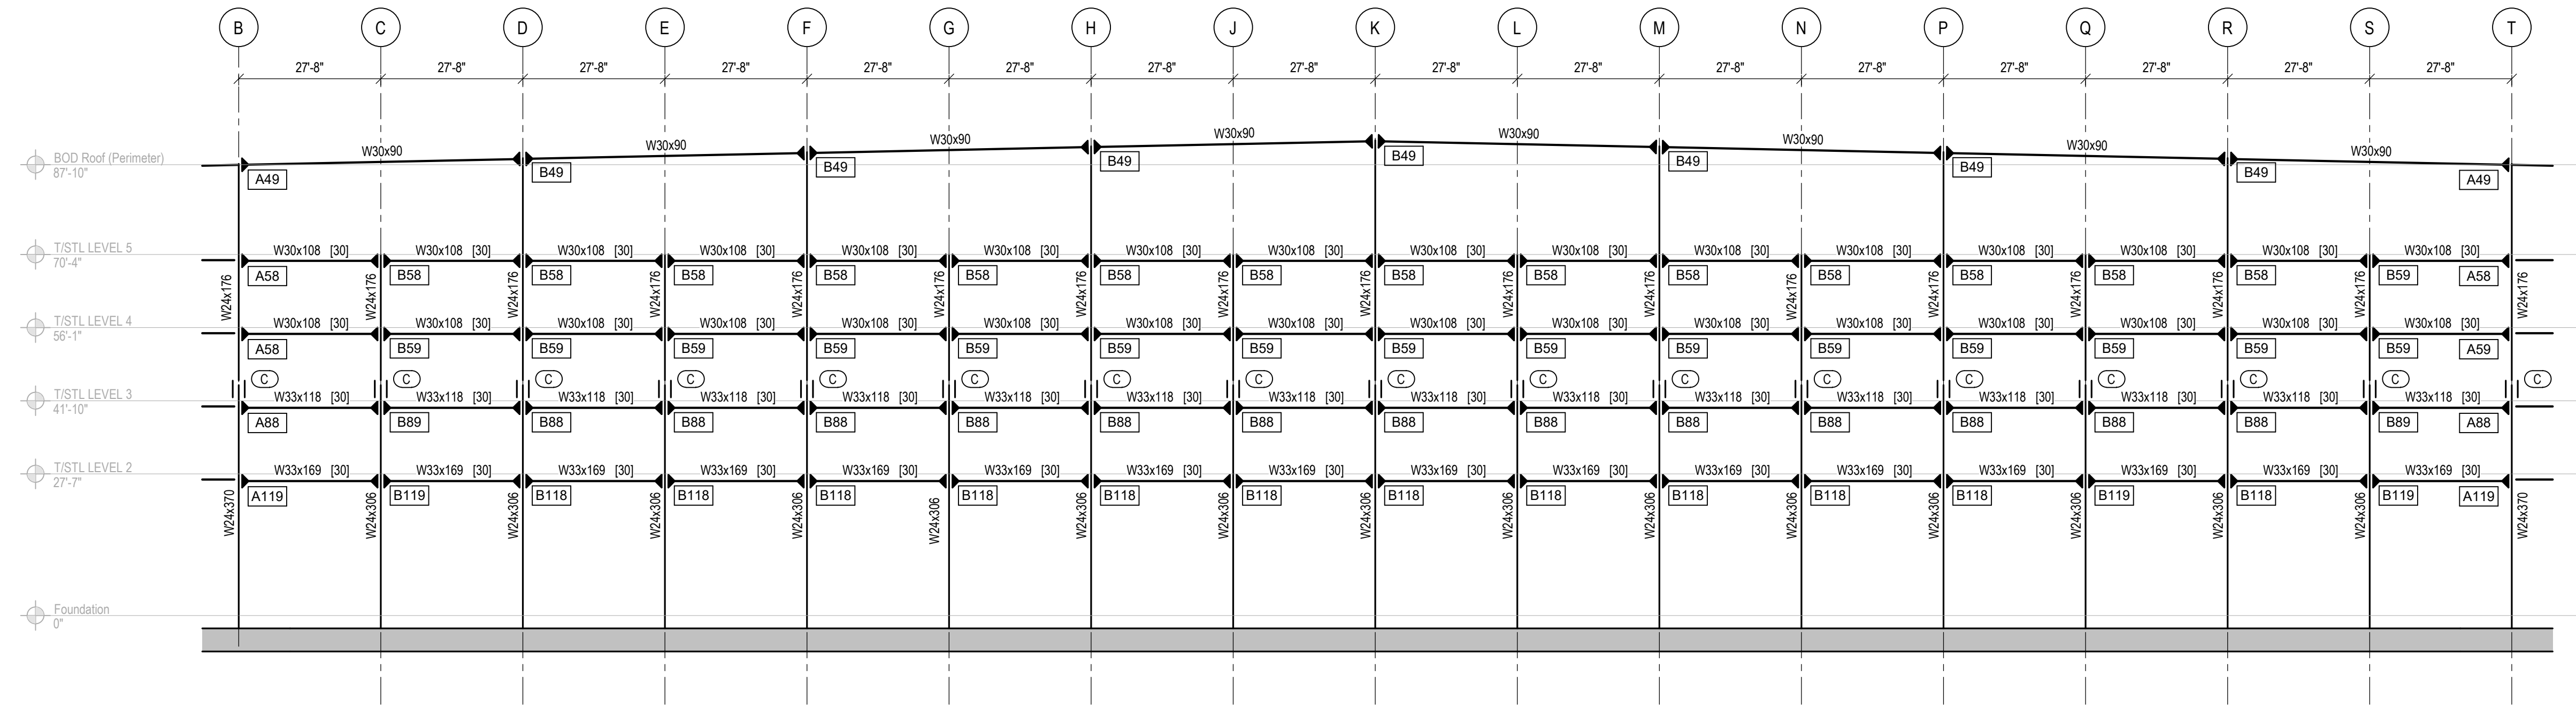 B C D E F G H J K L M N P Q R S T
27'-8" 27'-8" 27'-8" 27'-8" 27'-8" 27'-8" 27'-8" 27'-8" 27'-8" 27'-8" 27'-8" 27'-8" 27'-8" 27'-8" 27'-8" 27'-8"
W30x90 W30x90 W30x90 W30x90 W30x90 W30x90 W30x90 W30x90
BOD Roof (Perimeter)
87'-10"
A49 B49 B49 B49 B49 B49 B49 B49 A49
T/STL LEVEL 5
70'-4"
W30x108 [30] W30x108 [30] W30x108 [30] W30x108 [30] W30x108 [30] W30x108 [30] W30x108 [30] W30x108 [30] W30x108 [30] W30x108 [30] W30x108 [30] W30x108 [30] W30x108 [30] W30x108 [30] W30x108 [30] W30x108 [30]
A58 B58 B58 B58 B58 B58 B58 B58 B58 B58 B58 B58 B58 B58 B58 B59 A58
W24x176 W24x176 W24x176 W24x176 W24x176 W24x176 W24x176 W24x176 W24x176 W24x176 W24x176 W24x176 W24x176 W24x176 W24x176 W24x176 W24x176
T/STL LEVEL 4
56'-1"
W30x108 [30] W30x108 [30] W30x108 [30] W30x108 [30] W30x108 [30] W30x108 [30] W30x108 [30] W30x108 [30] W30x108 [30] W30x108 [30] W30x108 [30] W30x108 [30] W30x108 [30] W30x108 [30] W30x108 [30] W30x108 [30]
A58 B59 B59 B59 B59 B59 B59 B59 B59 B59 B59 B59 B59 B59 B59 B59 A59
C C C C C C C C C C C C C C C C C
T/STL LEVEL 3
41'-10"
W33x118 [30] W33x118 [30] W33x118 [30] W33x118 [30] W33x118 [30] W33x118 [30] W33x118 [30] W33x118 [30] W33x118 [30] W33x118 [30] W33x118 [30] W33x118 [30] W33x118 [30] W33x118 [30] W33x118 [30] W33x118 [30]
A88 B89 B88 B88 B88 B88 B88 B88 B88 B88 B88 B88 B88 B88 B88 B89 A88
T/STL LEVEL 2
27'-7"
W33x169 [30] W33x169 [30] W33x169 [30] W33x169 [30] W33x169 [30] W33x169 [30] W33x169 [30] W33x169 [30] W33x169 [30] W33x169 [30] W33x169 [30] W33x169 [30] W33x169 [30] W33x169 [30] W33x169 [30] W33x169 [30]
A119 B119 B118 B118 B118 B118 B118 B118 B118 B118 B118 B118 B118 B119 B118 B119 A119
W24x370 W24x306 W24x306 W24x306 W24x306 W24x306 W24x306 W24x306 W24x306 W24x306 W24x306 W24x306 W24x306 W24x306 W24x306 W24x306 W24x370
Foundation
0"